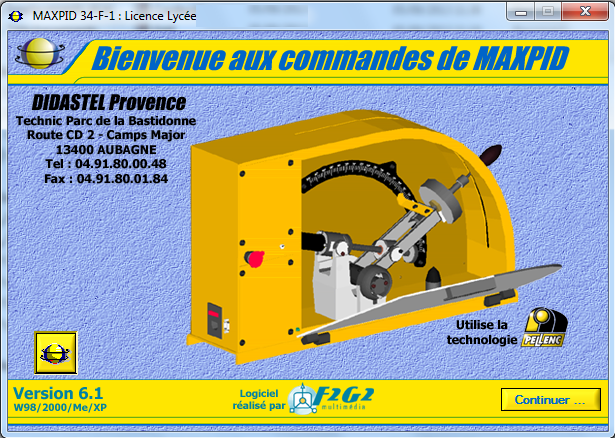 MAXPID 34-F-1 : Licence Lycée
Bienvenue aux commandes de MAXPID
DIDASTEL Provence
Technic Parc de la Bastidonne
Route CD 2 - Camps Major
13400 AUBAGNE
Tel : 04.91.80.00.48
Fax : 04.91.80.01.84
Utilise la
technologie
PELLENC
Version 6.1
W98/2000/Me/XP
Logiciel
réalisé par
F2G2
multimédia
Continuer ...